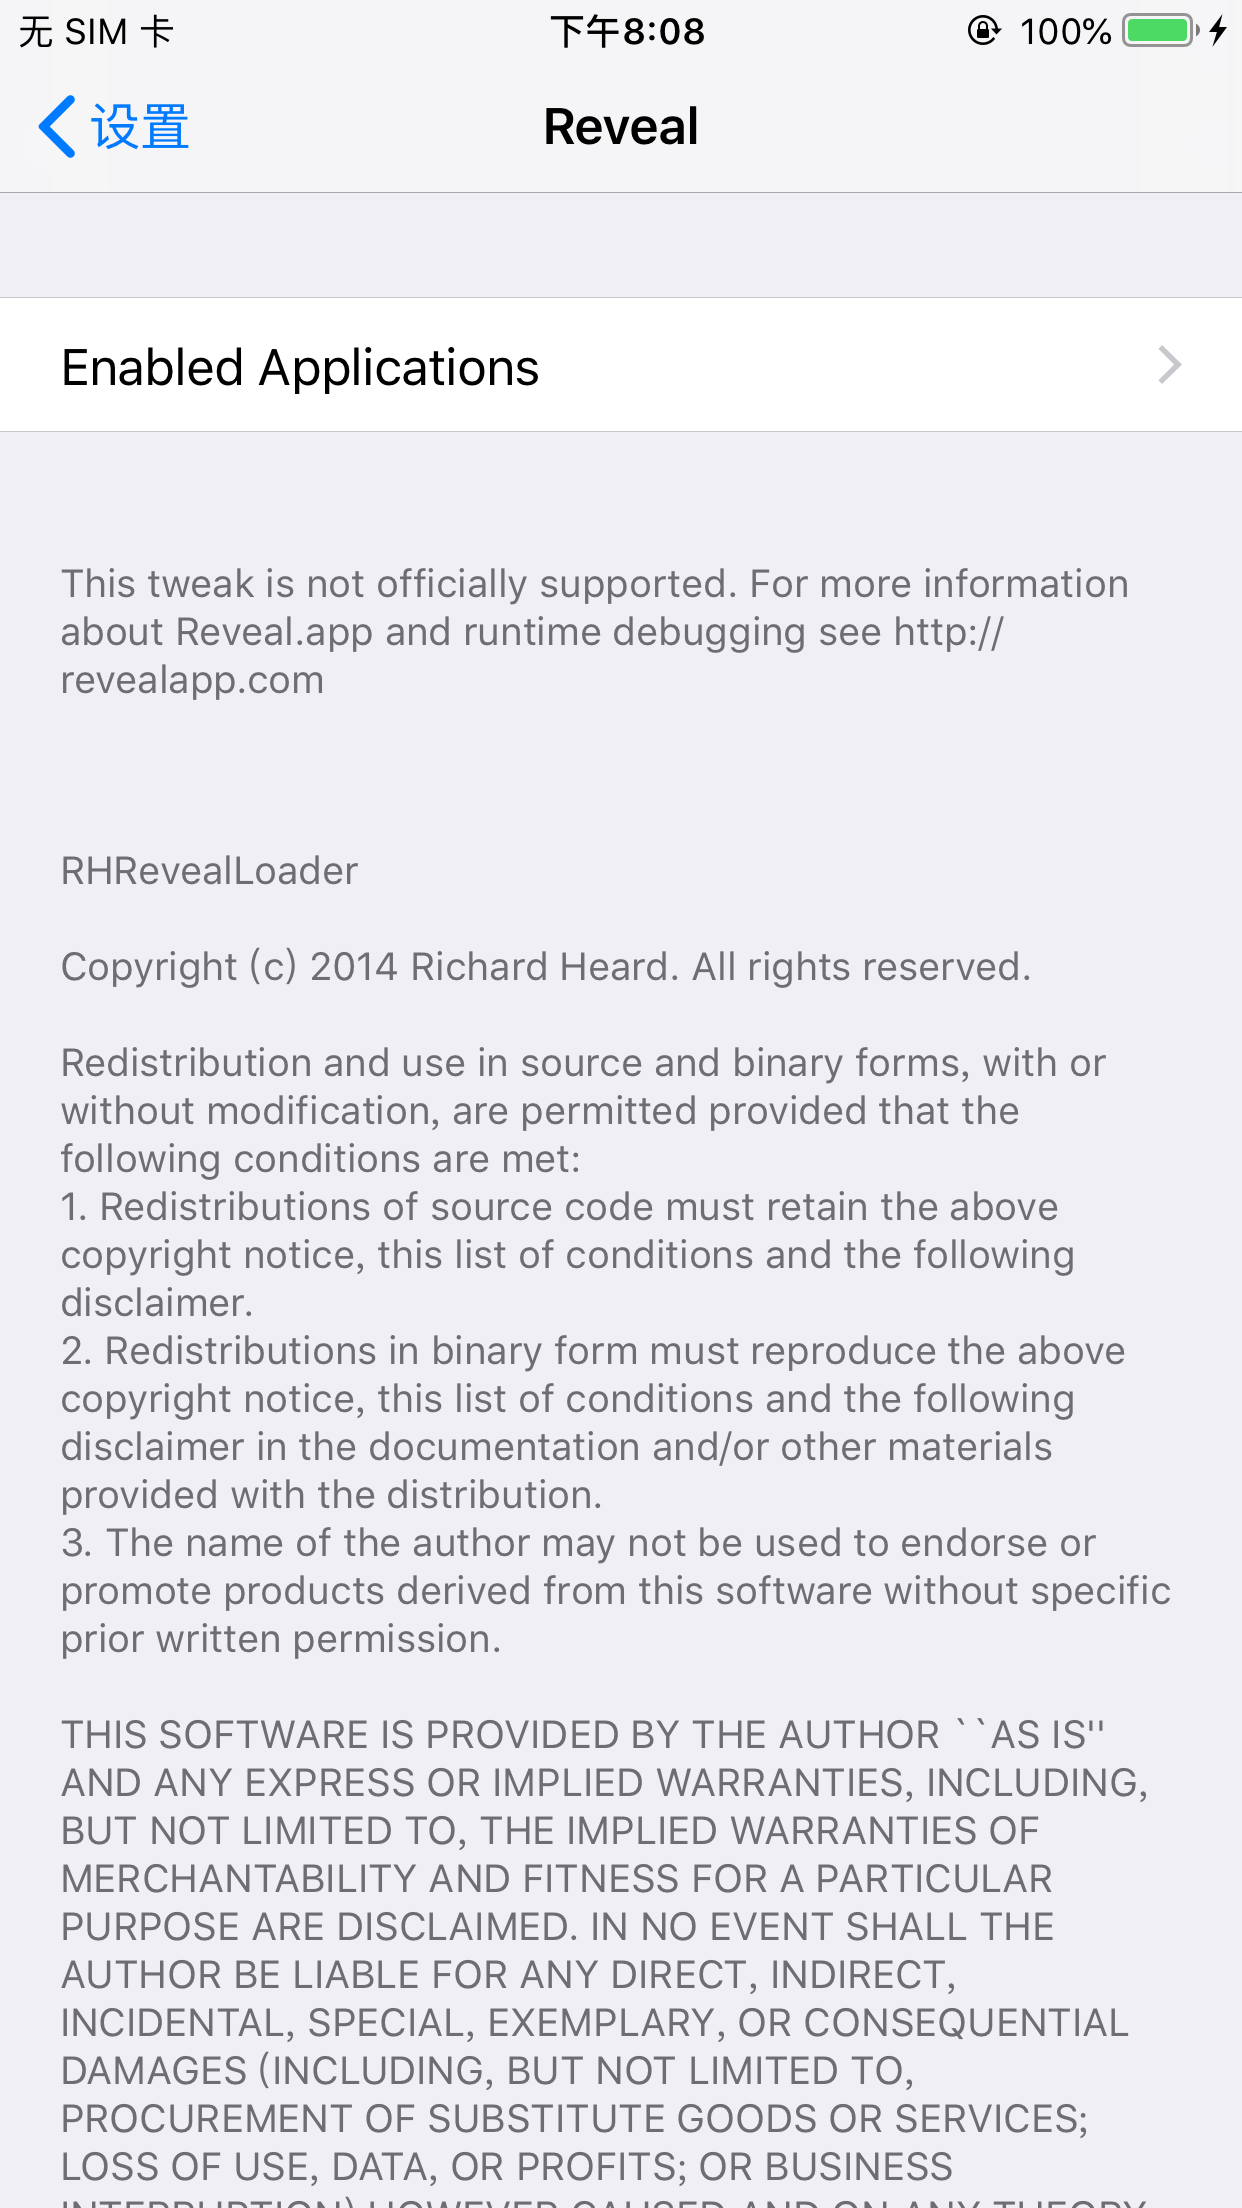 无 SIM 卡
下午8:08
100%
设置
Reveal
Enabled Applications
This tweak is not officially supported. For more information
about Reveal.app and runtime debugging see http://
revealapp.com
RHRevealLoader
Copyright (c) 2014 Richard Heard. All rights reserved.
Redistribution and use in source and binary forms, with or
without modification, are permitted provided that the
following conditions are met:
1. Redistributions of source code must retain the above
copyright notice, this list of conditions and the following
disclaimer.
2. Redistributions in binary form must reproduce the above
copyright notice, this list of conditions and the following
disclaimer in the documentation and/or other materials
provided with the distribution.
3. The name of the author may not be used to endorse or
promote products derived from this software without specific
prior written permission.
THIS SOFTWARE IS PROVIDED BY THE AUTHOR ``AS IS''
AND ANY EXPRESS OR IMPLIED WARRANTIES, INCLUDING,
BUT NOT LIMITED TO, THE IMPLIED WARRANTIES OF
MERCHANTABILITY AND FITNESS FOR A PARTICULAR
PURPOSE ARE DISCLAIMED. IN NO EVENT SHALL THE
AUTHOR BE LIABLE FOR ANY DIRECT, INDIRECT,
INCIDENTAL, SPECIAL, EXEMPLARY, OR CONSEQUENTIAL
DAMAGES (INCLUDING, BUT NOT LIMITED TO,
PROCUREMENT OF SUBSTITUTE GOODS OR SERVICES;
LOSS OF USE, DATA, OR PROFITS; OR BUSINESS
INTERRUPTION) HOWEVER CAUSED AND ON ANY THEORY